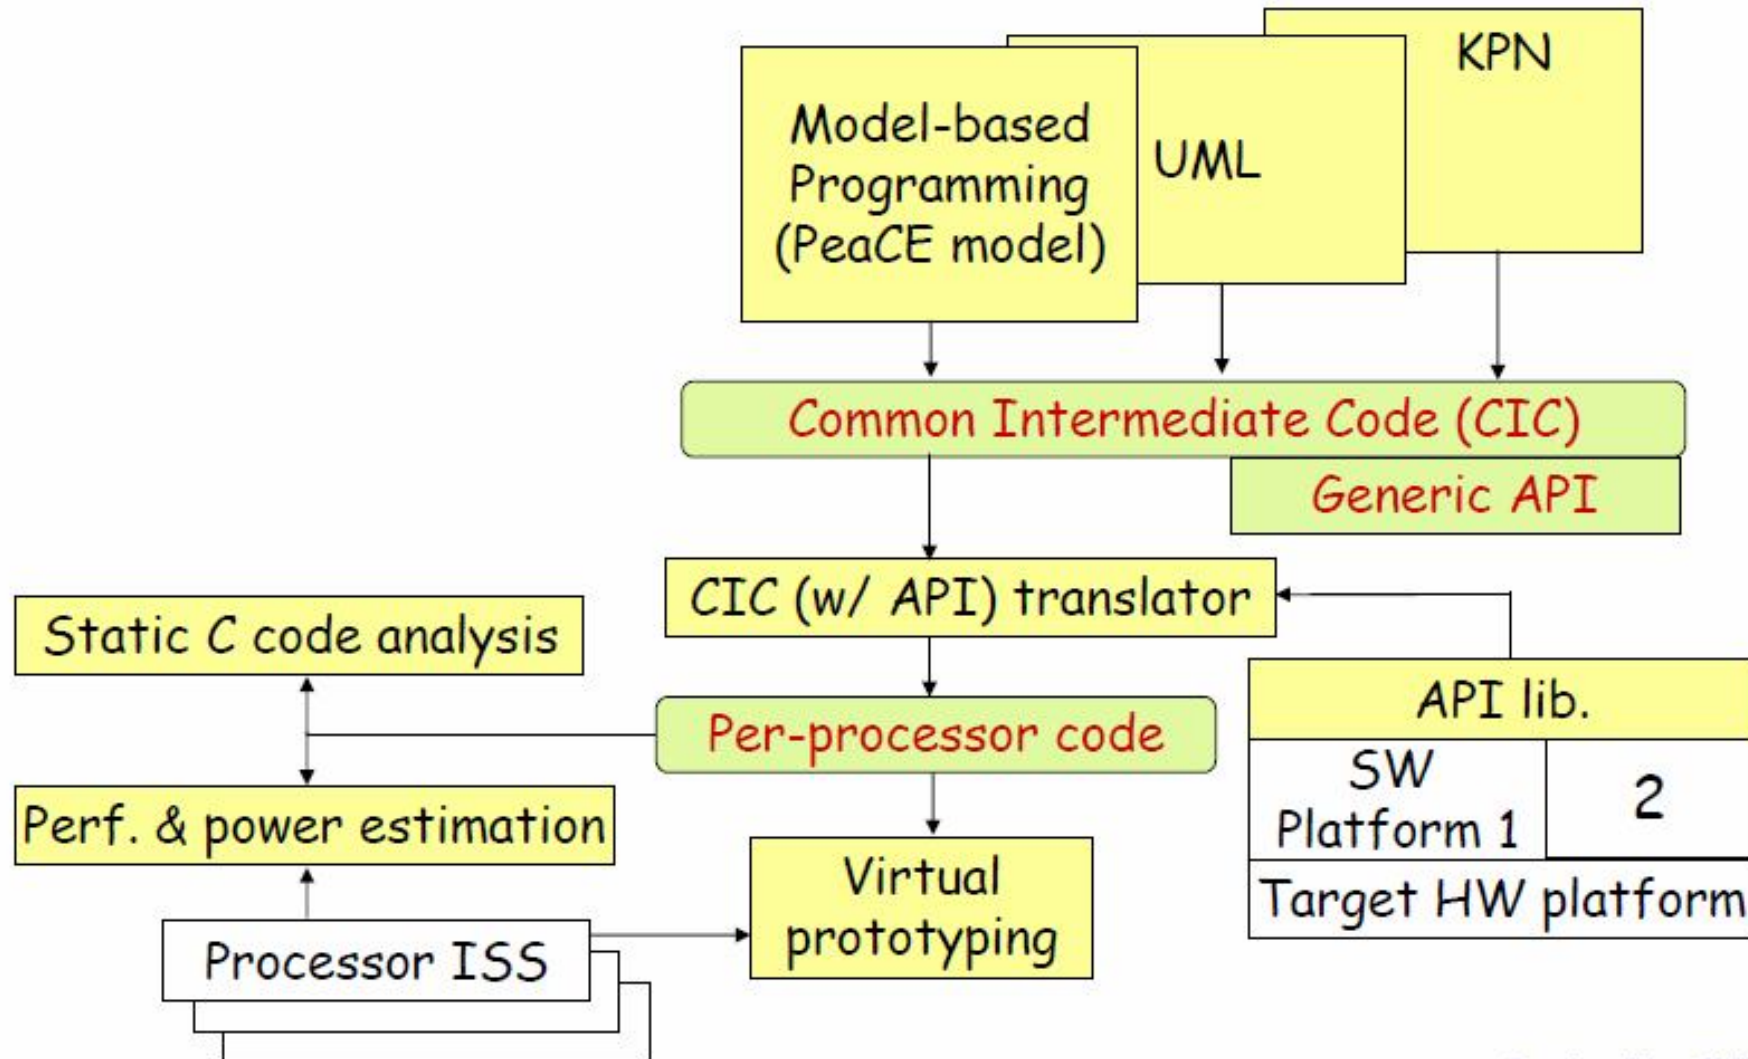 KPN
Model-based
Programming
(PeaCE model)
UML
Common Intermediate Code (CIC)
Generic API
CIC (w/ API) translator
Static C code analysis
API lib.
Per-processor code
SW
Platform 1
2
Perf. & power estimation
Virtual
prototyping
Target HW platform
Processor ISS